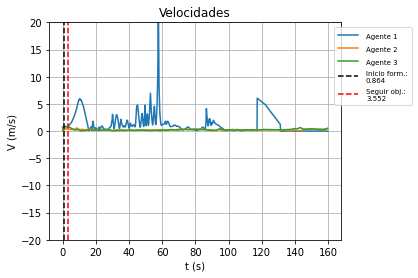 Velocidades
V (m/s)
20
15
10
5
0
−5
−10
−15
−20
0 20 40 60 80 100 120 140 160
t (s)
Agente 1
Agente 2
Agente 3
Inicio form.:
0.864
Seguir obj.:
3.552